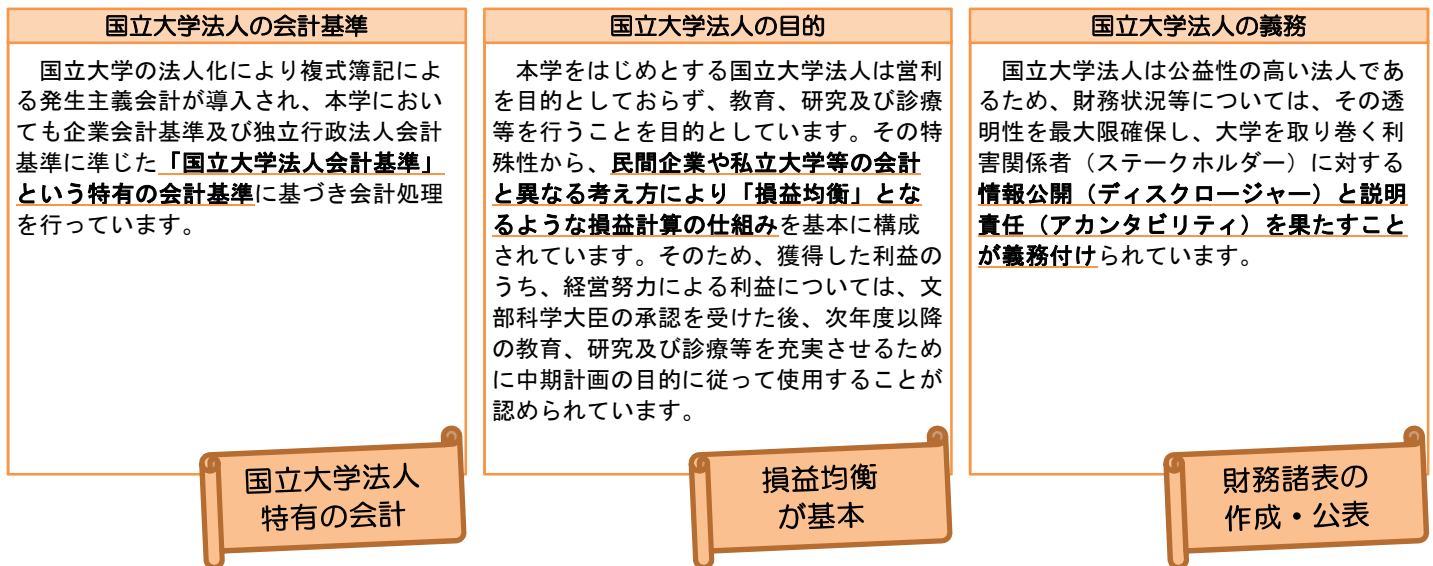 国立大学法人の会計基準
国立大学の法人化により複式簿記によ
る発生主義会計が導入され、本学におい
ても企業会計基準及び独立行政法人会計
基準に準じた「国立大学法人会計基準」
という特有の会計基準に基づき会計処理
を行っています。
国立大学法人
特有の会計
国立大学法人の目的
本学をはじめとする国立大学法人は営利
を目的としておらず、教育、研究及び診療
等を行うことを目的としています。その特
殊性から、民間企業や私立大学等の会計
と異なる考え方により「損益均衡」とな
るような損益計算の仕組みを基本に構成
されています。そのため、獲得した利益の
うち、経営努力による利益については、文
部科学大臣の承認を受けた後、次年度以降
の教育、研究及び診療等を充実させるため
に中期計画の目的に従って使用することが
認められています。
損益均衡
が基本
国立大学法人の義務
国立大学法人は公益性の高い法人であ
るため、財務状況等については、その透
明性を最大限確保し、大学を取り巻く利
害関係者（ステークホルダー）に対する
情報公開（ディスクロージャー）と説明
責任（アカンタビリティ）を果たすこと
が義務付けられています。
財務諸表の
作成・公表